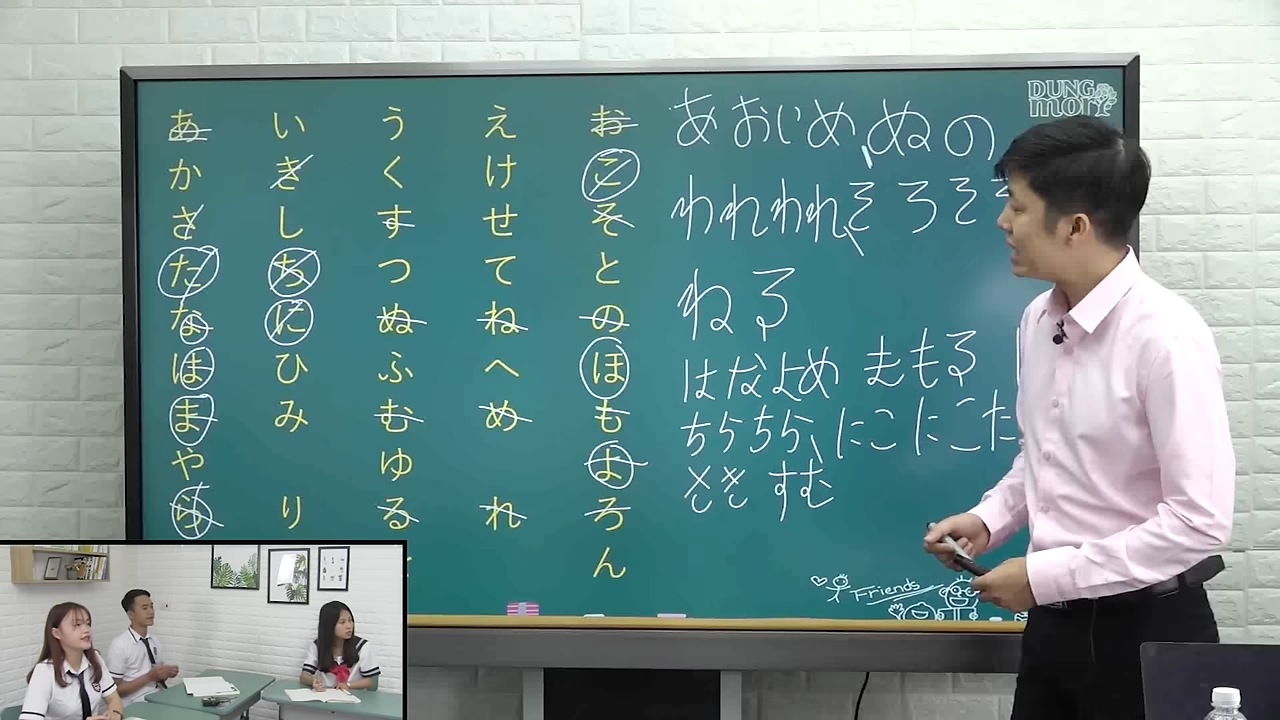 あ い う え お
か き く け こ
さ し す せ そ
た ち つ て と
な に ぬ ね の
は ひ ふ へ ほ
ま み む め も
や ゆ よ
ら り る れ ろ
ん
DUNG
mori
あ お い め ぬ の
われわれ そ ろ そ
ね る
は な よ め ま も る
ち ら ち ら に こ に こ た
さ き す む
Friends